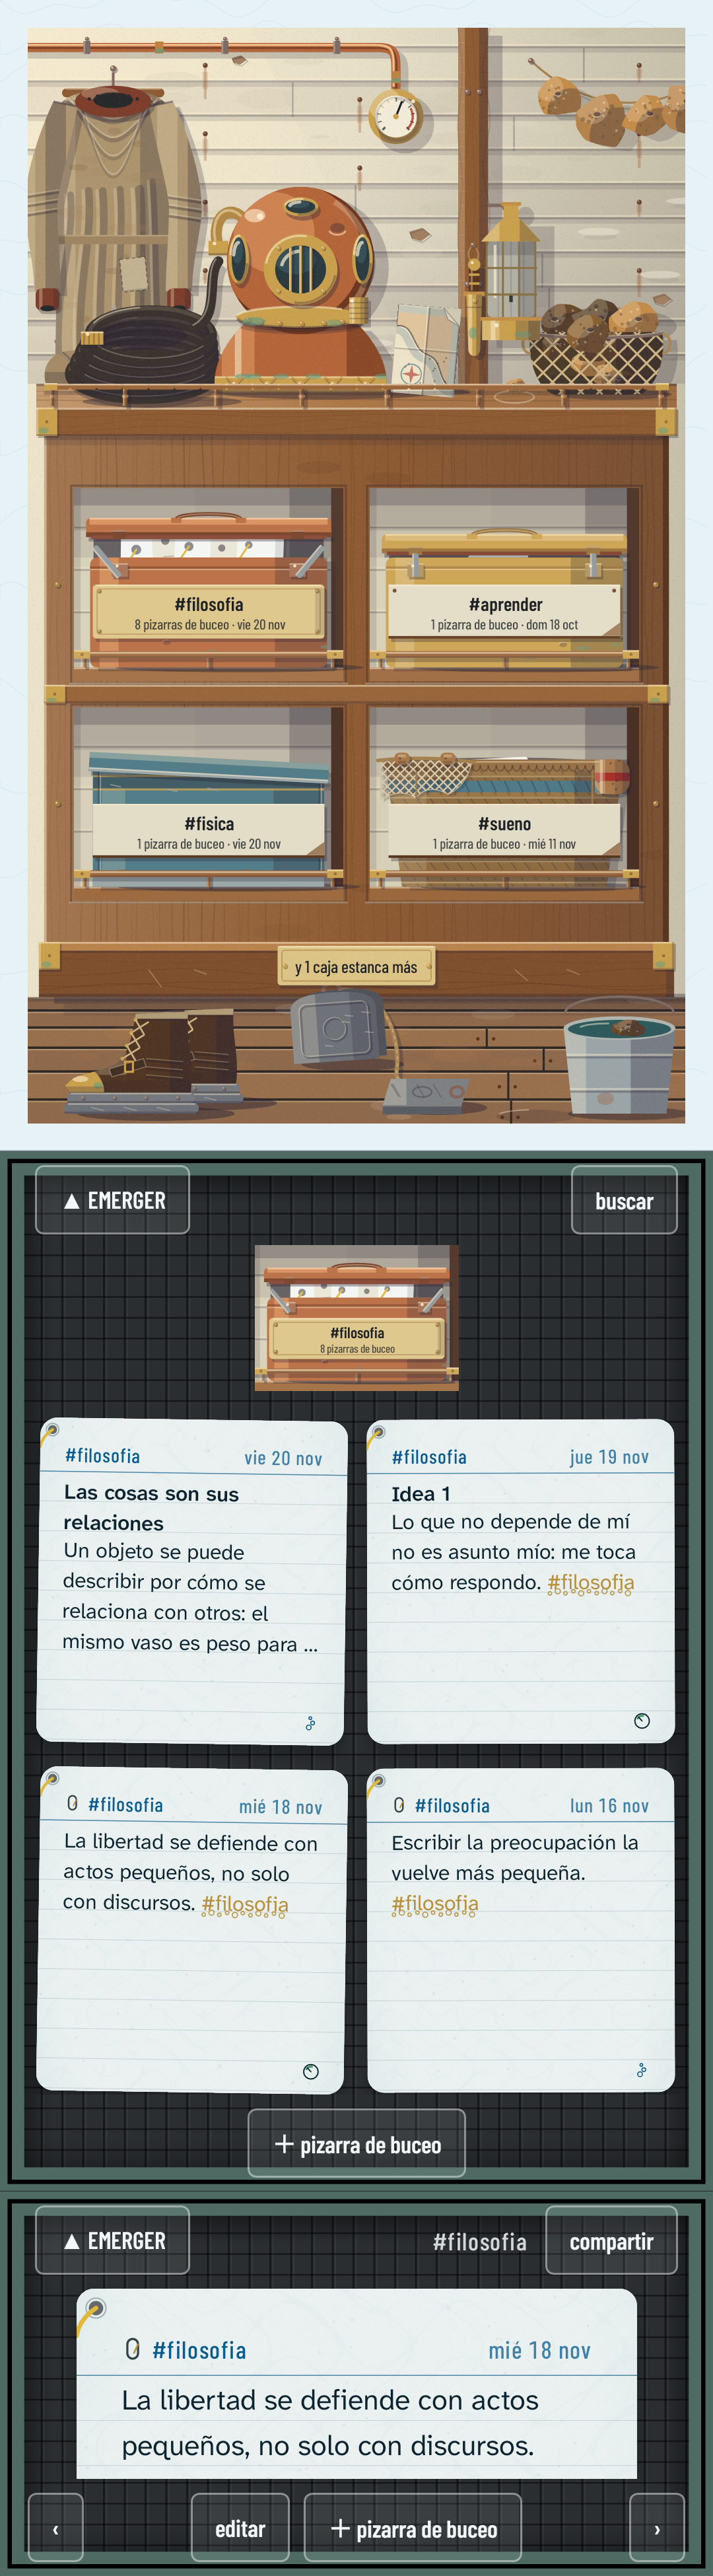 #filosofia
8 pizarras de buceo · vie 20 nov
#aprender
1 pizarra de buceo · dom 18 oct
#fisica
1 pizarra de buceo · vie 20 nov
#sueno
1 pizarra de buceo · mié 11 nov
y 1 caja estanca más
▲ EMERGER
buscar
#filosofia
8 pizarras de buceo
#filosofia vie 20 nov
Las cosas son sus
relaciones
Un objeto se puede
describir por cómo se
relaciona con otros: el
mismo vaso es peso para ...
#filosofia jue 19 nov
Idea 1
Lo que no depende de mí
no es asunto mío: me toca
cómo respondo. #filosofia
#filosofia mié 18 nov
La libertad se defiende con
actos pequeños, no solo
con discursos. #filosofia
#filosofia lun 16 nov
Escribir la preocupación la
vuelve más pequeña.
#filosofia
+ pizarra de buceo
▲ EMERGER
#filosofia
compartir
#filosofia mié 18 nov
La libertad se defiende con actos
pequeños, no solo con discursos.
‹
editar
+ pizarra de buceo
›